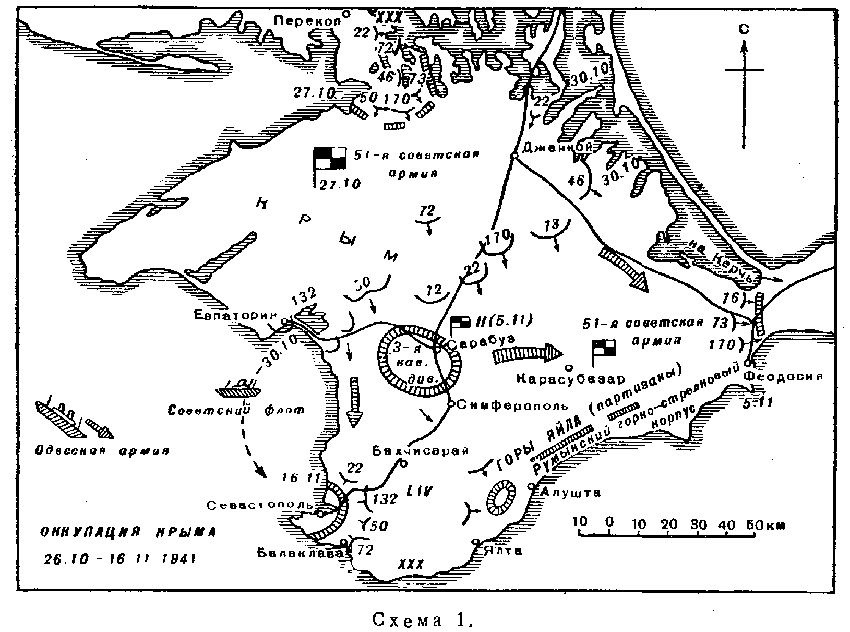 Перекоп
XXX
22
72
46
73
27.10
50
170
30.10
22
С
51-я советская
армия
27.10
Джанкой
46
30.10
К р ы м
72
170
18
22
50
72
132
Евпатория
30.10
Н(5.11)
Сарабуз
3-я
кав.
див.
на Керчь
16
51-я советская
армия
73
170
Карасубазар
Феодосия
5.11
Советский флот
Одесская армия
Симферополь
ГОРЫ ЯЙЛА (партизаны)
Румынский горно-стрелковый
корпус
Бахчисарай
16 11
22
LIV
132
Севастополь
50
Алушта
Балаклава
72
XXX
Ялта
ОККУПАЦИЯ КРЫМА
26.10 - 16 11 1941
10 0 10 20 30 40 50 км
Схема 1.